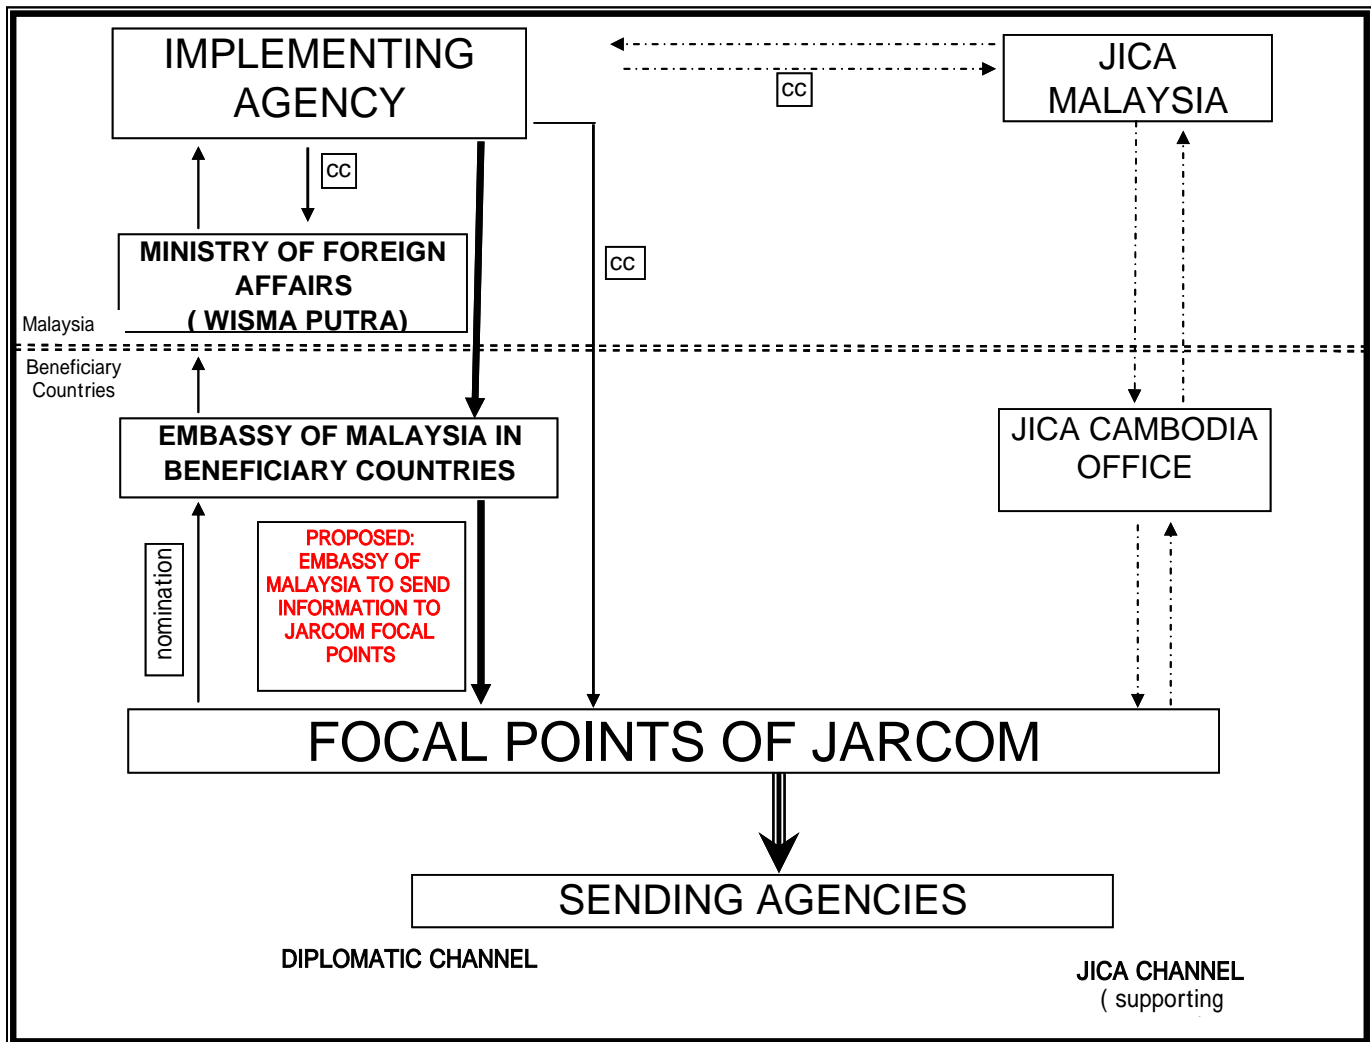 IMPLEMENTING
AGENCY
cc
JICA
MALAYSIA
cc
MINISTRY OF FOREIGN
AFFAIRS
( WISMA PUTRA)
cc
Malaysia
Beneficiary
Countries
EMBASSY OF MALAYSIA IN
BENEFICIARY COUNTRIES
JICA CAMBODIA
OFFICE
nomination
PROPOSED:
EMBASSY OF
MALAYSIA TO SEND
INFORMATION TO
JARCOM FOCAL
POINTS
FOCAL POINTS OF JARCOM
SENDING AGENCIES
DIPLOMATIC CHANNEL
JICA CHANNEL
( supporting